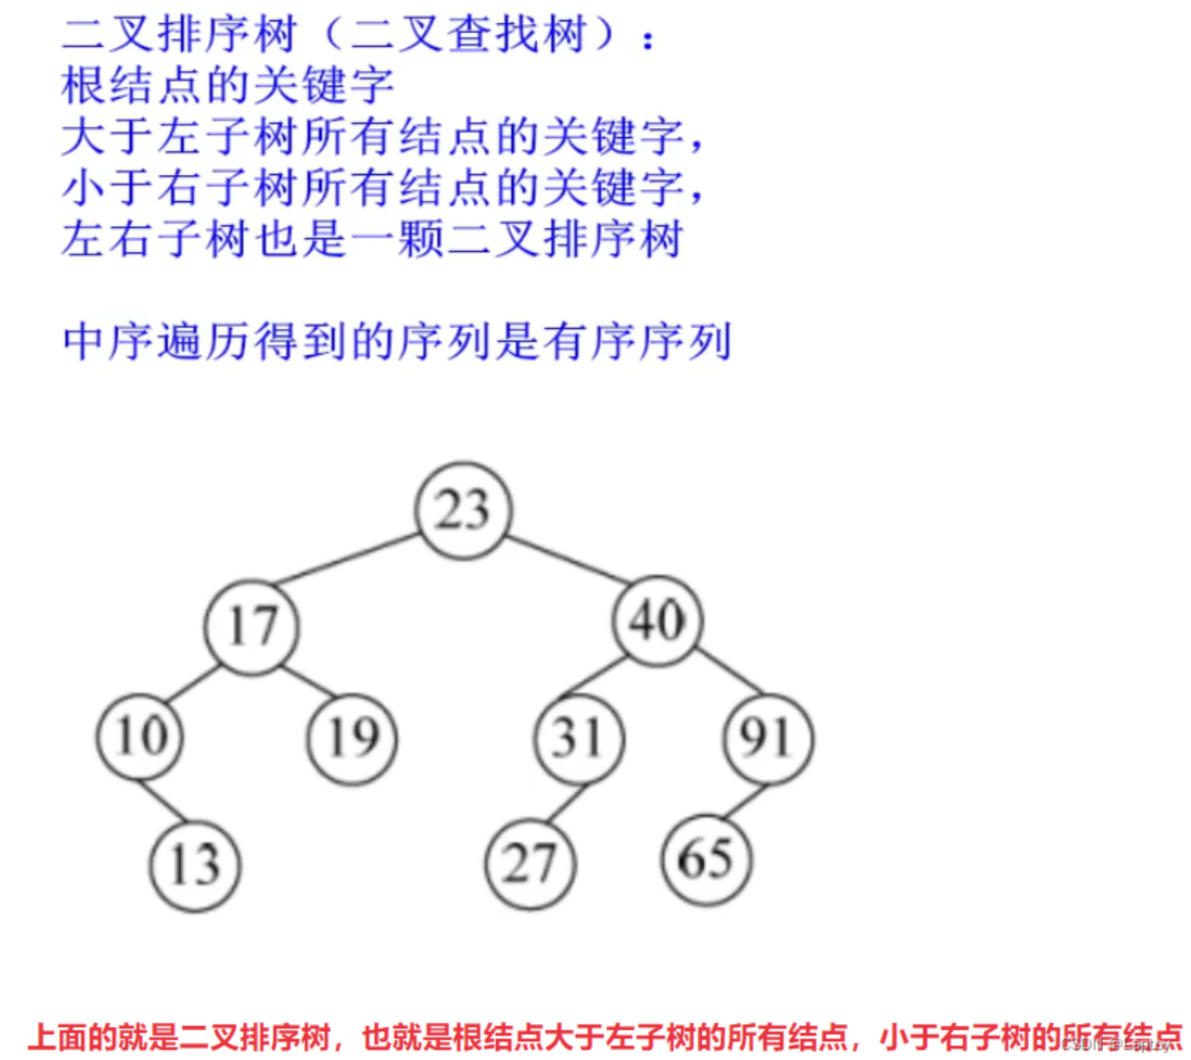 二叉排序树（二叉查找树）：
根结点的关键字
大于左子树所有结点的关键字，
小于右子树所有结点的关键字，
左右子树也是一颗二叉排序树
中序遍历得到的序列是有序序列
23
17
40
10
19
31
91
13
27
65
上面的就是二叉排序树，也就是根结点大于左子树的所有结点，小于右子树的所有结点